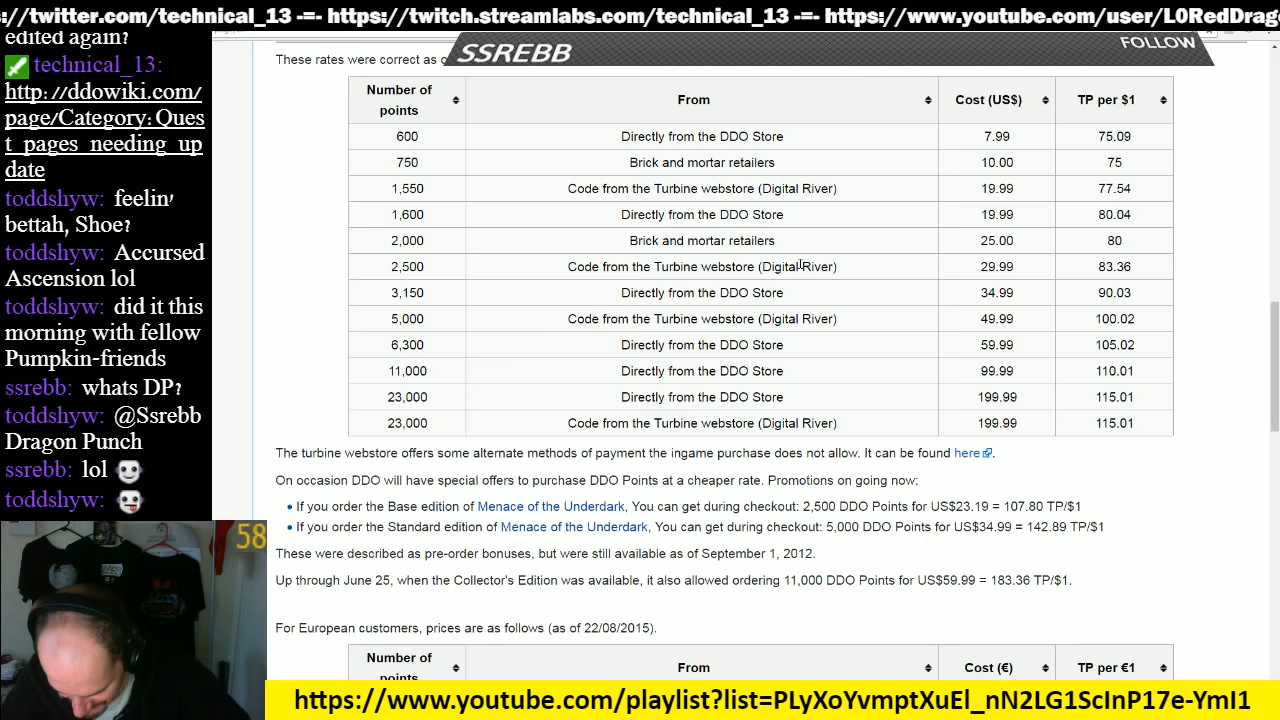 s://twitter.com/technical_13 -=- https://twitch.streamlabs.com/technical_13 -=- https://www.youtube.com/user/L0RedDrag
edited again?
technical_13:
http://ddowiki.com/
page/Category:Ques
t_pages_needing_up
date
toddshyw: feelin'
bettah, Shoe?
toddshyw: Accursed
Ascension lol
toddshyw: did it this
morning with fellow
Pumpkin-friends
ssrebb: whats DP?
toddshyw: @Ssrebb
Dragon Punch
ssrebb: lol
toddshyw:
58
SSREBB
FOLLOW
These rates were correct as
Number of points From Cost (US$) TP per $1
600 Directly from the DDO Store 7.99 75.09
750 Brick and mortar retailers 10.00 75
1,550 Code from the Turbine webstore (Digital River) 19.99 77.54
1,600 Directly from the DDO Store 19.99 80.04
2,000 Brick and mortar retailers 25.00 80
2,500 Code from the Turbine webstore (Digital River) 29.99 83.36
3,150 Directly from the DDO Store 34.99 90.03
5,000 Code from the Turbine webstore (Digital River) 49.99 100.02
6,300 Directly from the DDO Store 59.99 105.02
11,000 Directly from the DDO Store 99.99 110.01
23,000 Directly from the DDO Store 199.99 115.01
23,000 Code from the Turbine webstore (Digital River) 199.99 115.01
The turbine webstore offers some alternate methods of payment the ingame purchase does not allow. It can be found here.
On occasion DDO will have special offers to purchase DDO Points at a cheaper rate. Promotions on going now:
• If you order the Base edition of Menace of the Underdark, You can get during checkout: 2,500 DDO Points for US$23.19 = 107.80 TP/$1
• If you order the Standard edition of Menace of the Underdark, You can get during checkout: 5,000 DDO Points for US$34.99 = 142.89 TP/$1
These were described as pre-order bonuses, but were still available as of September 1, 2012.
Up through June 25, when the Collector's Edition was available, it also allowed ordering 11,000 DDO Points for US$59.99 = 183.36 TP/$1.
For European customers, prices are as follows (as of 22/08/2015).
Number of points From Cost (€) TP per €1
https://www.youtube.com/playlist?list=PLyXoYvmptXuEl_nN2LG1ScInP17e-YmI1